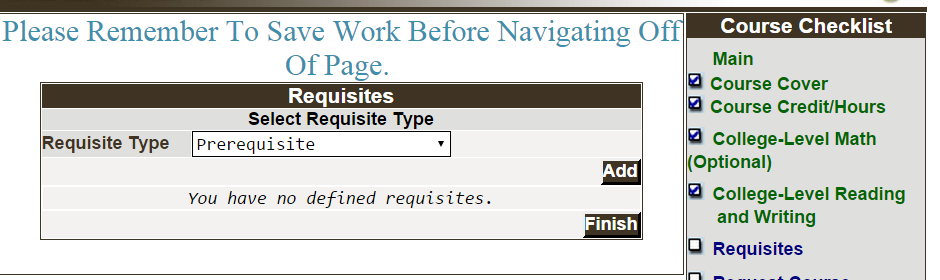 Please Remember To Save Work Before Navigating Off
Of Page.
Requisites
Select Requisite Type
Requisite Type Prerequisite
Add
You have no defined requisites.
Finish
Course Checklist
Main
Course Cover
Course Credit/Hours
College-Level Math
(Optional)
College-Level Reading
and Writing
Requisites
Request Course